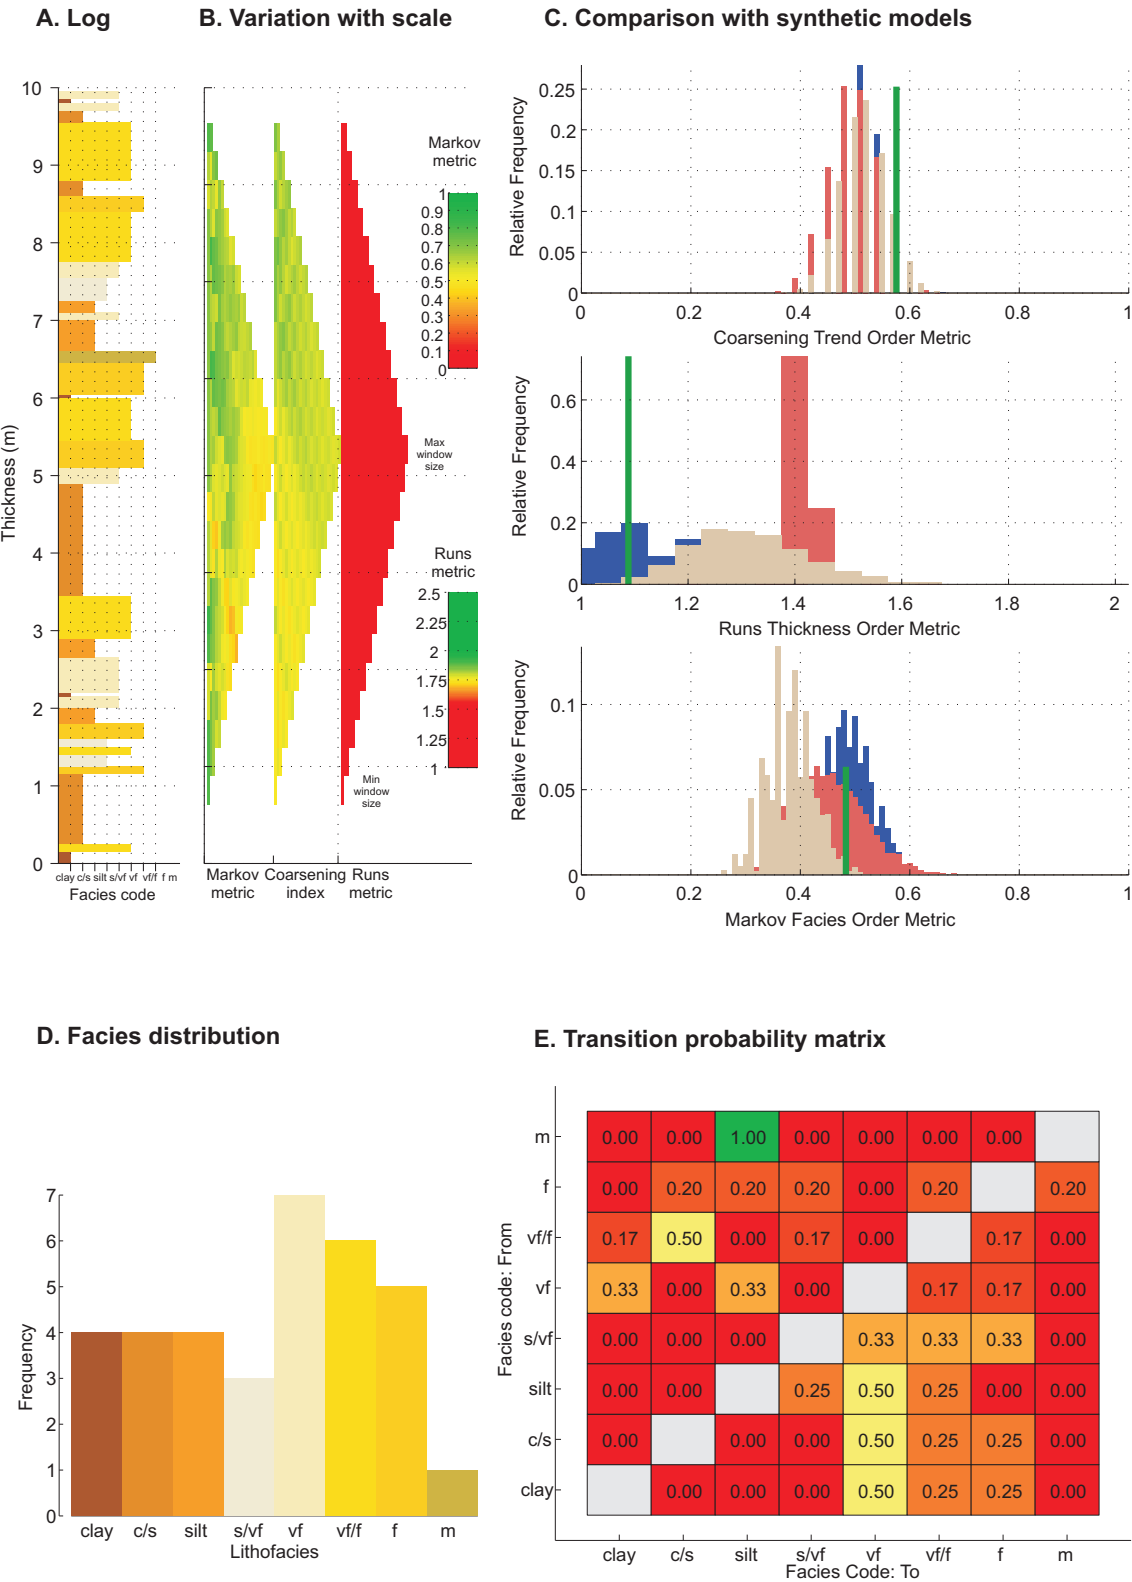 A. Log
B. Variation with scale
C. Comparison with synthetic models
10
9
8
7
6
5
4
3
2
1
0
Thickness (m)
clay c/s silt s/vf vf vf/f f m
Facies code
Markov
metric
1
0.9
0.8
0.7
0.6
0.5
0.4
0.3
0.2
0.1
0
Max
window
size
Runs
metric
2.5
2.25
2
1.75
1.5
1.25
1
Min
window
size
Markov
metric
Coarsening
index
Runs
metric
Relative Frequency
0.25
0.2
0.15
0.1
0.05
0
0 0.2 0.4 0.6 0.8 1
Coarsening Trend Order Metric
Relative Frequency
0.6
0.4
0.2
0
1 1.2 1.4 1.6 1.8 2
Runs Thickness Order Metric
Relative Frequency
0.1
0.05
0
0 0.2 0.4 0.6 0.8 1
Markov Facies Order Metric
D. Facies distribution
Frequency
7
6
5
4
3
2
1
0
clay c/s silt s/vf vf vf/f f m
Lithofacies
E. Transition probability matrix
Facies code: From
m 0.00 0.00 1.00 0.00 0.00 0.00 0.00
f 0.00 0.20 0.20 0.20 0.00 0.20 0.20
vf/f 0.17 0.50 0.00 0.17 0.00 0.17 0.00
vf 0.33 0.00 0.33 0.00 0.17 0.17 0.00
s/vf 0.00 0.00 0.00 0.33 0.33 0.33 0.00
silt 0.00 0.00 0.25 0.50 0.25 0.00 0.00
c/s 0.00 0.00 0.00 0.50 0.25 0.25 0.00
clay 0.00 0.00 0.00 0.50 0.25 0.25 0.00
clay c/s silt s/vf vf vf/f f m
Facies Code: To